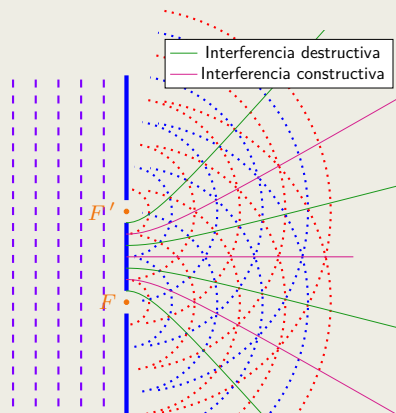 Interferencia destructiva
Interferencia constructiva
F′
F